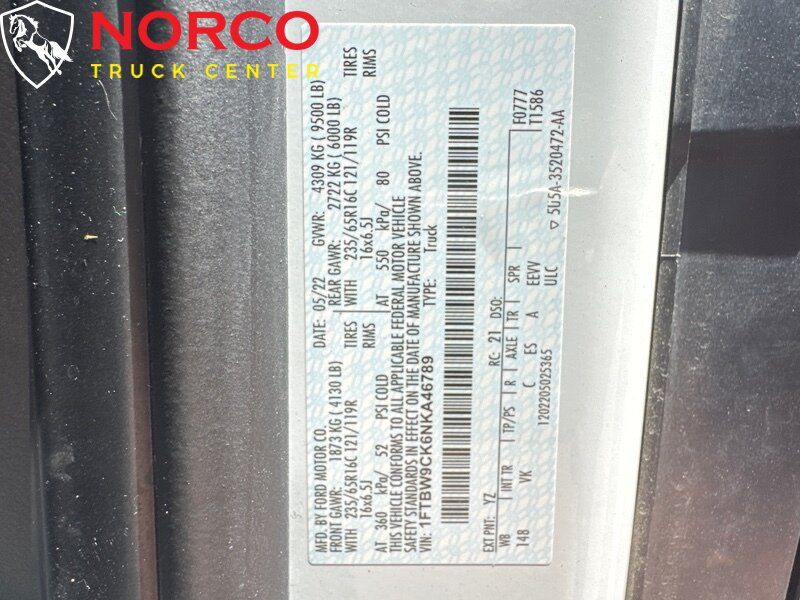 NORCO
TRUCK CENTER
MFD. BY FORD MOTOR CO. DATE: 05/22 GVWR: 4309 KG ( 9500 LB)
FRONT GAWR: 1873 KG ( 4130 LB) REAR GAWR: 2722 KG ( 6000 LB)
WITH 235/65R16C 121/119R TIRES WITH 235/65R16C 121/119R TIRES
16x6.5J RIMS 16x6.5J RIMS
AT 360 kPa/ 52 PSI COLD AT 550 kPa/ 80 PSI COLD
THIS VEHICLE CONFORMS TO ALL APPLICABLE FEDERAL MOTOR VEHICLE
SAFETY STANDARDS IN EFFECT ON THE DATE OF MANUFACTURE SHOWN ABOVE.
VIN: 1FTBW9CK6NKA46789 TYPE: Truck
F0777
T1586
EXT PNT: YZ RC: 21 DSO:
WB INT TR TP/PS R AXLE TR SPR
148 VK C ES A EEVV
1202205025365 ULC
▽ 5U5A-3520472-AA